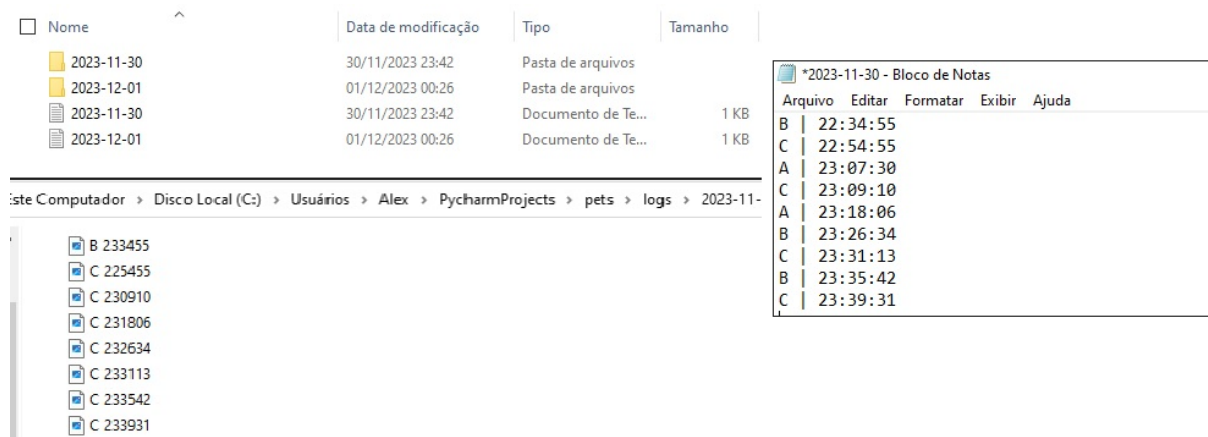 Nome Data de modificação Tipo Tamanho
2023-11-30 30/11/2023 23:42 Pasta de arquivos
2023-12-01 01/12/2023 00:26 Pasta de arquivos
2023-11-30 30/11/2023 23:42 Documento de Te... 1 KB
2023-12-01 01/12/2023 00:26 Documento de Te... 1 KB
ste Computador › Disco Local (C:) › Usuários › Alex › PycharmProjects › pets › logs › 2023-11-
B 233455
C 225455
C 230910
C 231806
C 232634
C 233113
C 233542
C 233931
*2023-11-30 - Bloco de Notas
Arquivo Editar Formatar Exibir Ajuda
B | 22:34:55
C | 22:54:55
A | 23:07:30
C | 23:09:10
A | 23:18:06
B | 23:26:34
C | 23:31:13
B | 23:35:42
C | 23:39:31